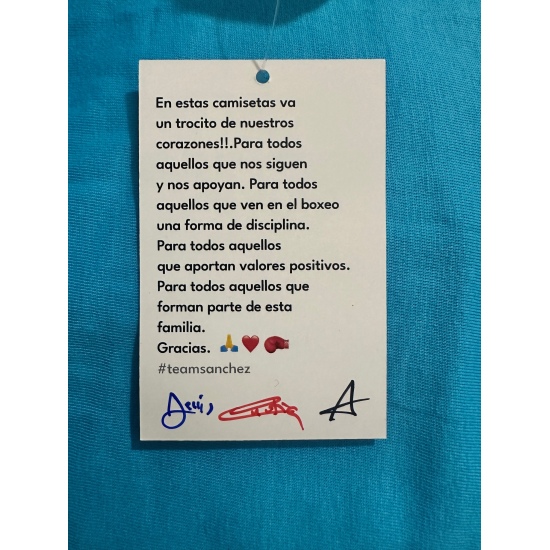 En estas camisetas va
un trocito de nuestros
corazones!!.Para todos
aquellos que nos siguen
y nos apoyan. Para todos
aquellos que ven en el boxeo
una forma de disciplina.
Para todos aquellos
que aportan valores positivos.
Para todos aquellos que
forman parte de esta
familia.
Gracias. 🙏❤️🥊
#teamsanchez